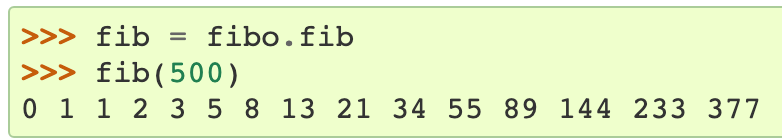 >>> fib = fibo.fib
>>> fib(500)
0 1 1 2 3 5 8 13 21 34 55 89 144 233 377